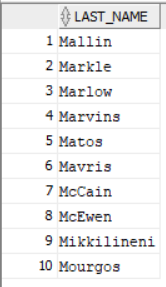 LAST_NAME
1 Mallin
2 Markle
3 Marlow
4 Marvins
5 Matos
6 Mavris
7 McCain
8 McEwen
9 Mikkilineni
10 Mourgos